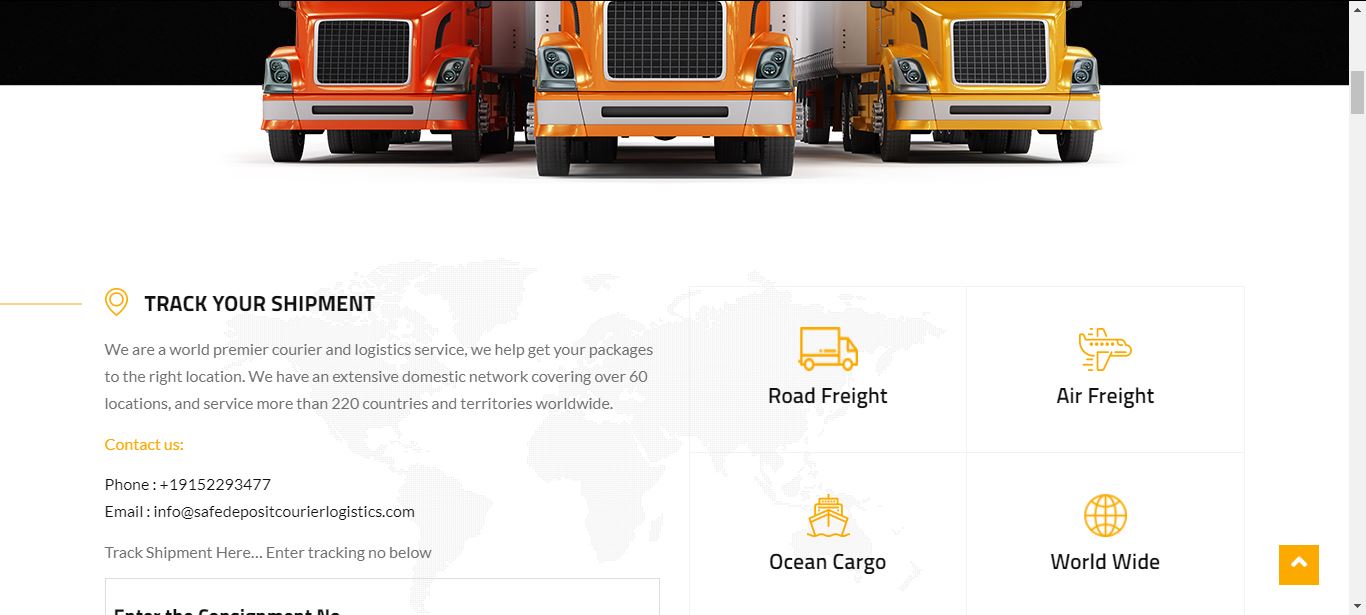 TRACK YOUR SHIPMENT
We are a world premier courier and logistics service, we help get your packages
to the right location. We have an extensive domestic network covering over 60
locations, and service more than 220 countries and territories worldwide.
Contact us:
Phone : +19152293477
Email : info@safedepositcourierlogistics.com
Track Shipment Here... Enter tracking no below
Enter the Consignment No
Road Freight
Air Freight
Ocean Cargo
World Wide